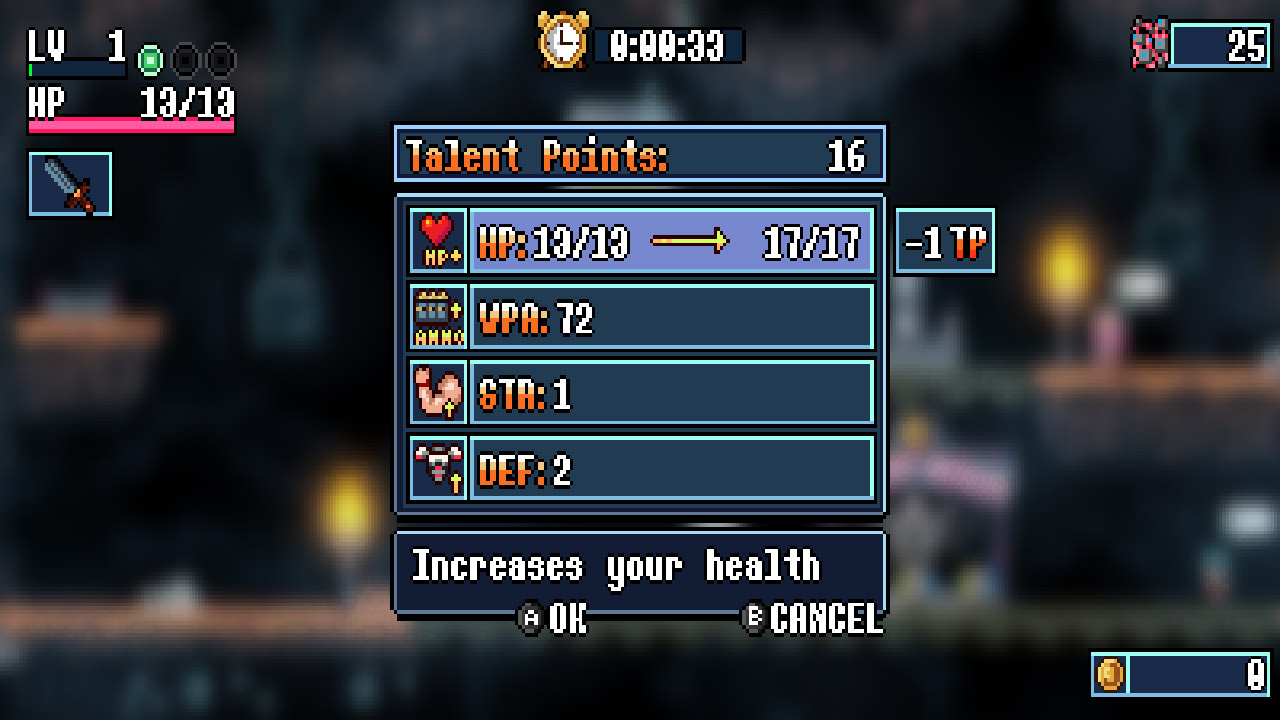 LV 1
HP 13/13
0:00:33
25
Talent Points: 16
HP+
HP: 13/13 17/17
-1 TP
AMMO
WPA: 72
STR: 1
DEF: 2
Increases your health
A OK
B CANCEL
0